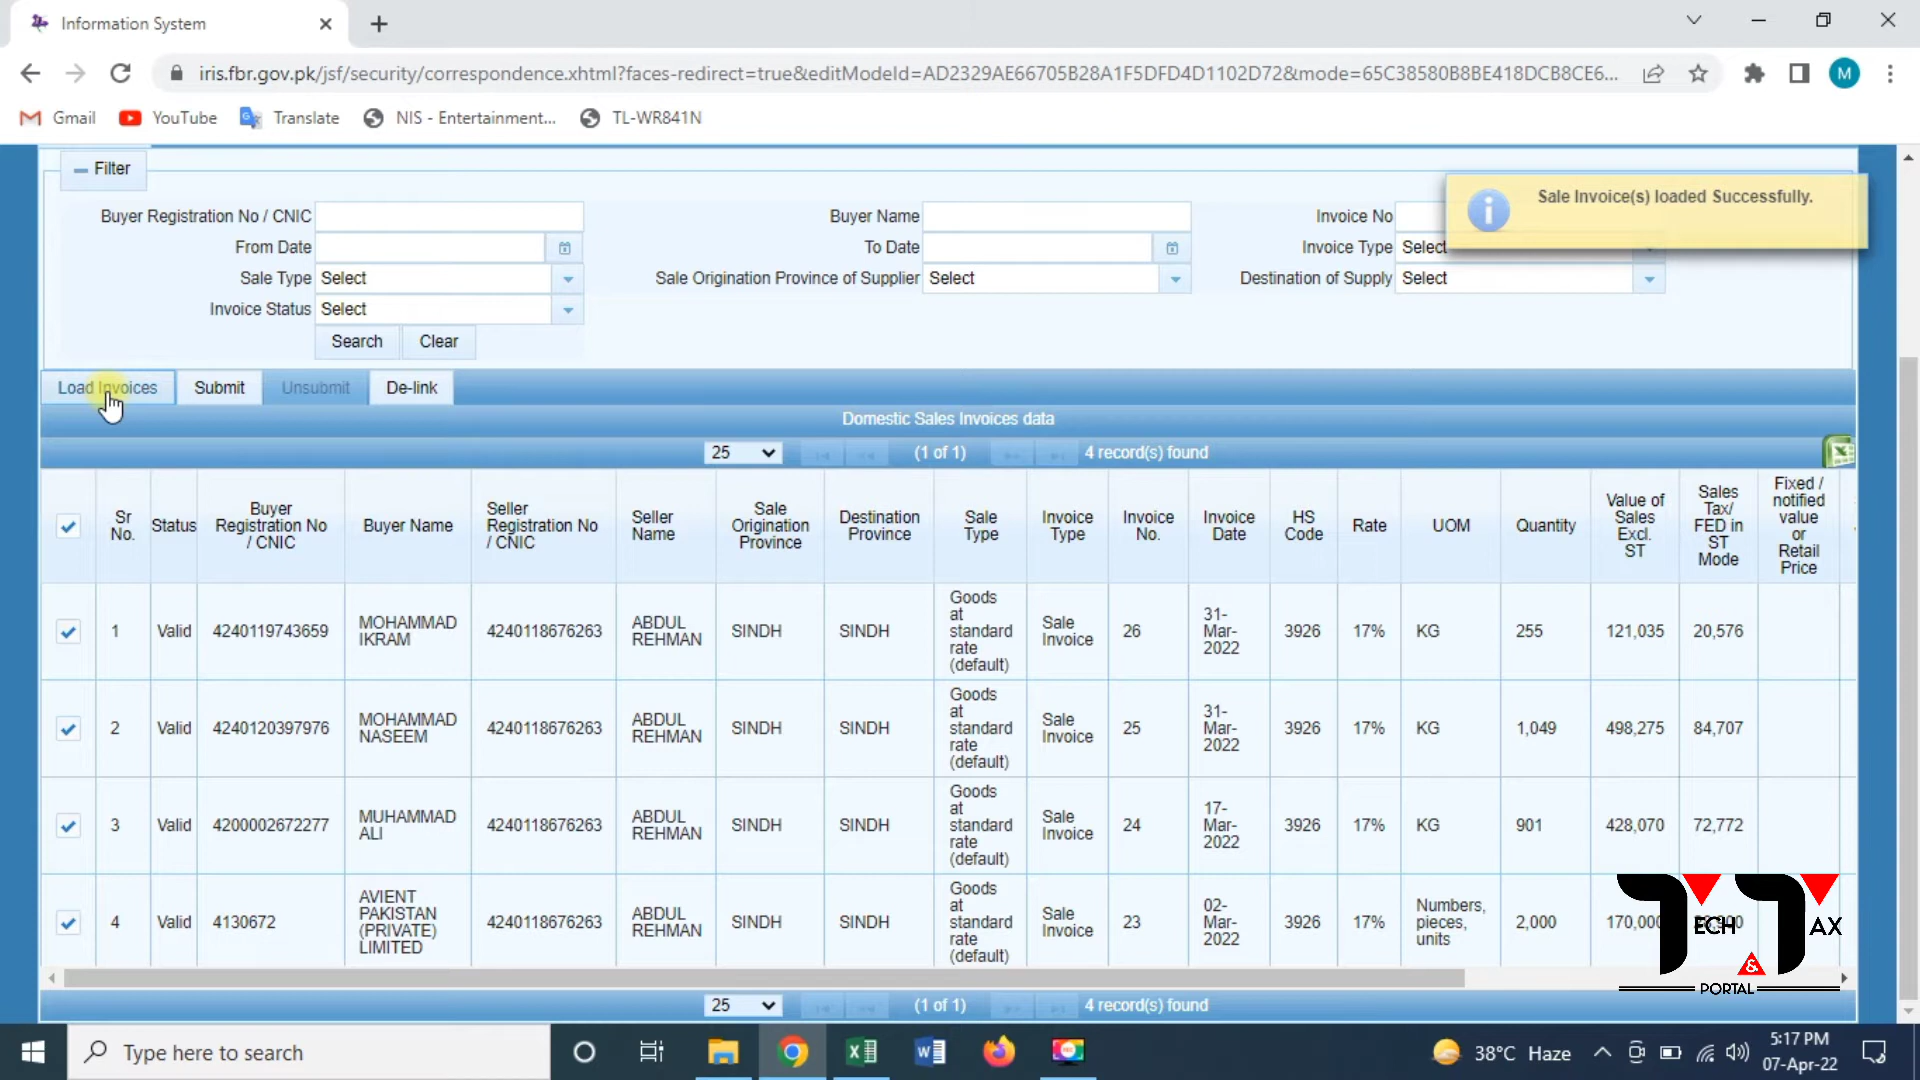 Information System
iris.fbr.gov.pk/jsf/security/correspondence.xhtml?faces-redirect=true&editModeId=AD2329AE66705B28A1F5DFD4D1102D72&mode=65C38580B8BE418DCB8CE6...
M
Gmail YouTube Translate NIS - Entertainment... TL-WR841N
Filter
Sale Invoice(s) loaded Successfully.
Buyer Registration No / CNIC Buyer Name Invoice No
From Date To Date Invoice Type Select
Sale Type Select Sale Origination Province of Supplier Select Destination of Supply Select
Invoice Status Select
Search Clear
Load Invoices Submit Unsubmit De-link
Domestic Sales Invoices data
25 (1 of 1) 4 record(s) found
Sr No. Status Buyer Registration No / CNIC Buyer Name Seller Registration No / CNIC Seller Name Sale Origination Province Destination Province Sale Type Invoice Type Invoice No. Invoice Date HS Code Rate UOM Quantity Value of Sales Excl. ST Sales Tax/ FED in ST Mode Fixed / notified value or Retail Price
1 Valid 4240119743659 MOHAMMAD IKRAM 4240118676263 ABDUL REHMAN SINDH SINDH Goods at standard rate (default) Sale Invoice 26 31-Mar-2022 3926 17% KG 255 121,035 20,576
2 Valid 4240120397976 MOHAMMAD NASEEM 4240118676263 ABDUL REHMAN SINDH SINDH Goods at standard rate (default) Sale Invoice 25 31-Mar-2022 3926 17% KG 1,049 498,275 84,707
3 Valid 4200002672277 MUHAMMAD ALI 4240118676263 ABDUL REHMAN SINDH SINDH Goods at standard rate (default) Sale Invoice 24 17-Mar-2022 3926 17% KG 901 428,070 72,772
4 Valid 4130672 AVIENT PAKISTAN (PRIVATE) LIMITED 4240118676263 ABDUL REHMAN SINDH SINDH Goods at standard rate (default) Sale Invoice 23 02-Mar-2022 3926 17% Numbers, pieces, units 2,000 170,000
TECH & TAX
PORTAL
25 (1 of 1) 4 record(s) found
Type here to search
38°C Haze
5:17 PM
07-Apr-22